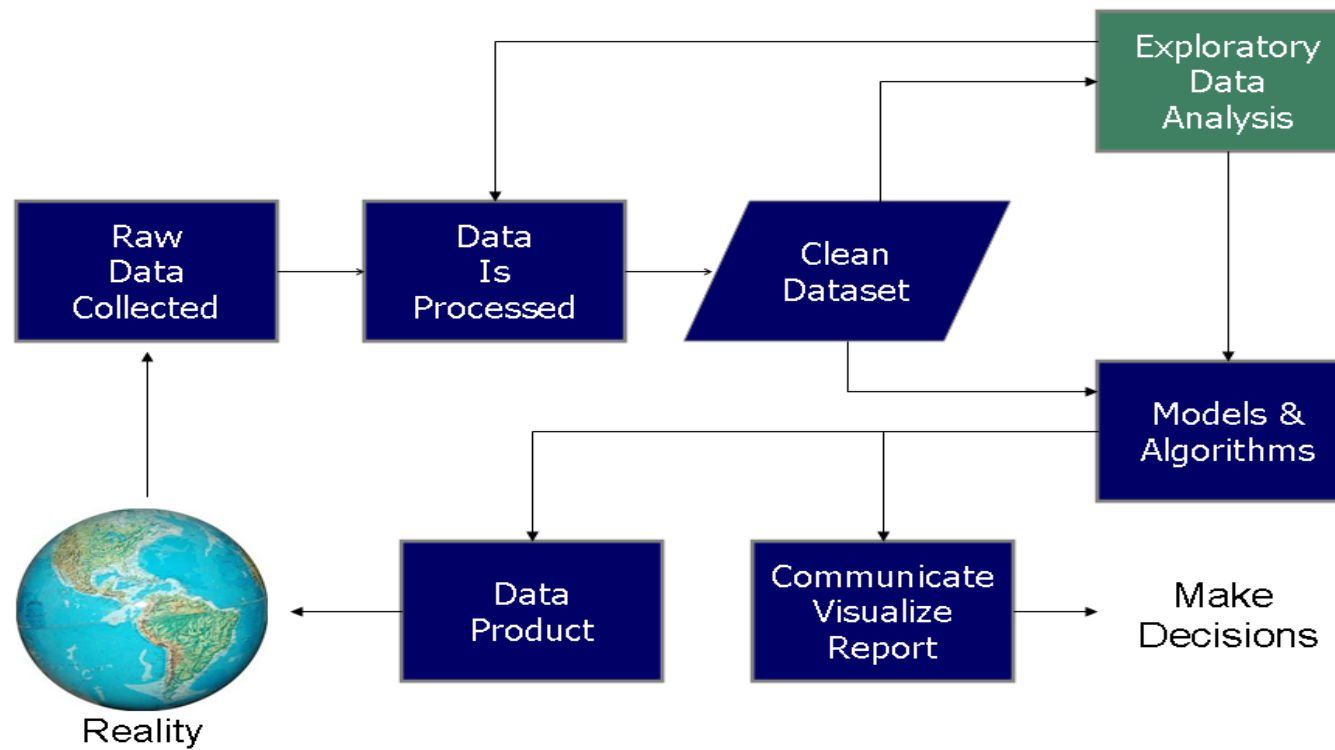 Exploratory
Data
Analysis
Raw
Data
Collected
Data
Is
Processed
Clean
Dataset
Models &
Algorithms
Data
Product
Communicate
Visualize
Report
Make
Decisions
Reality